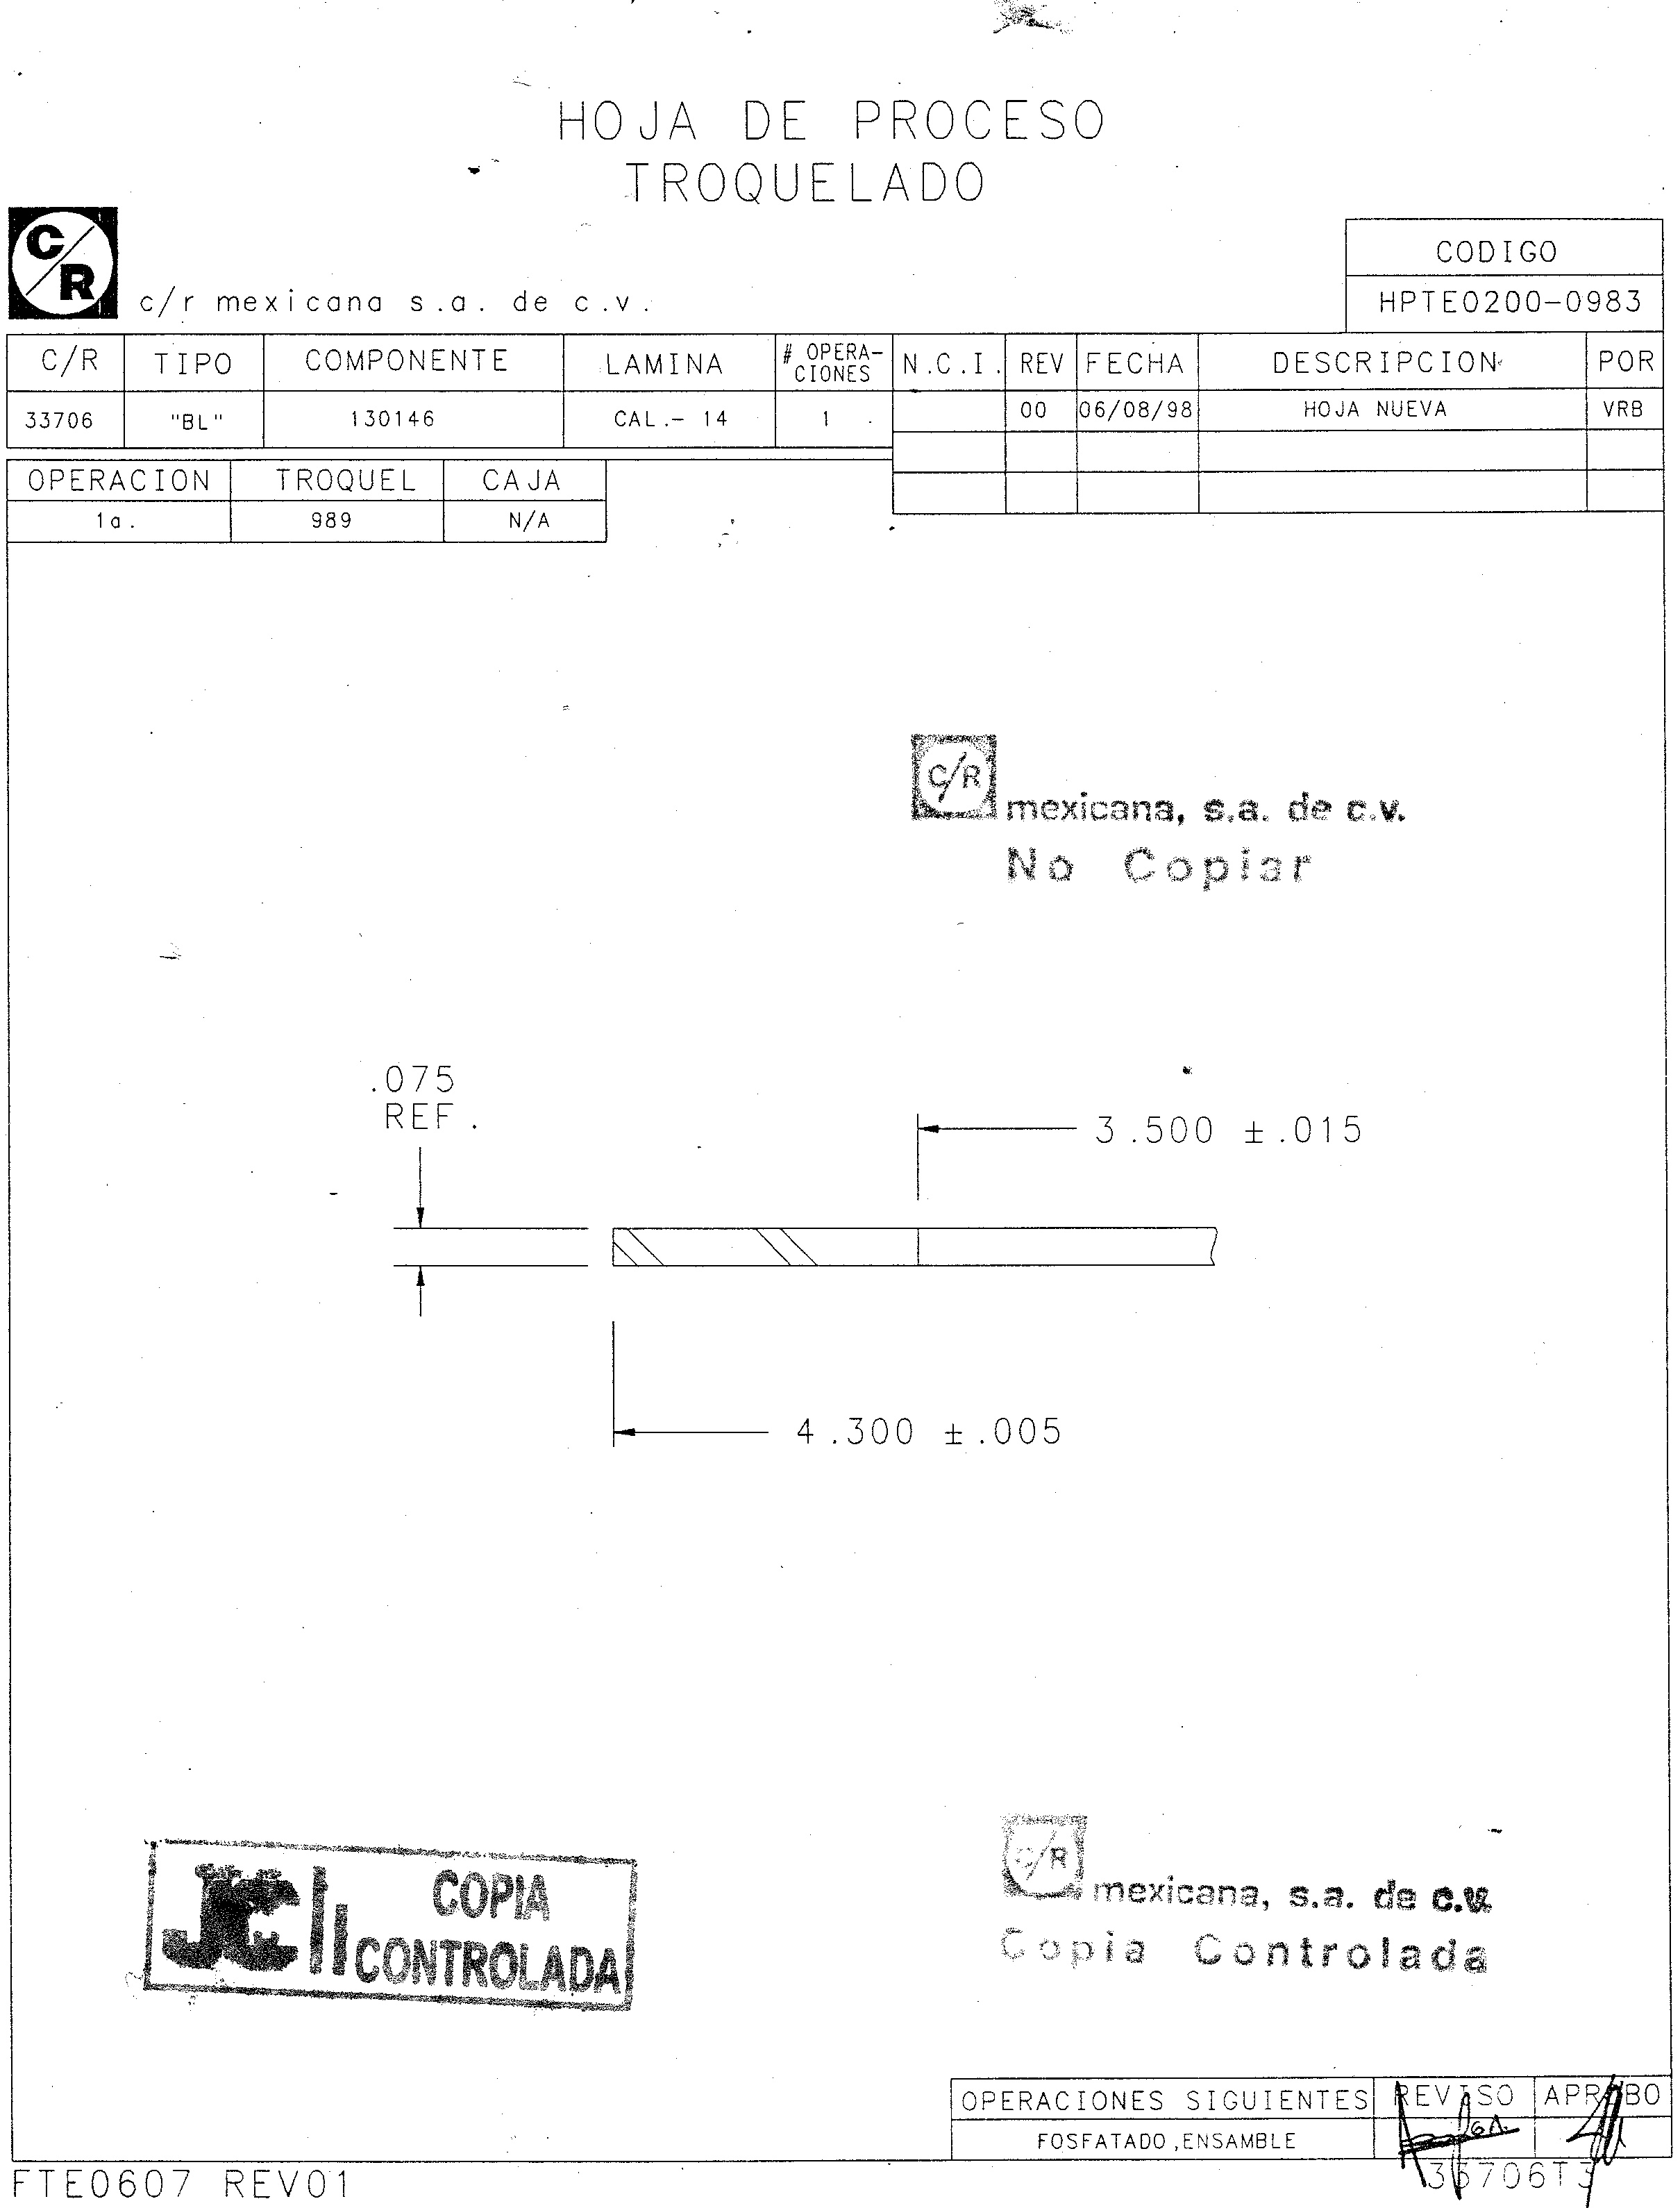 HOJA DE PROCESO
TROQUELADO
C/R
c/r mexicana s.a. de c.v.
CODIGO
HPTE0200-0983
C/R TIPO COMPONENTE LAMINA # OPERA-CIONES N.C.I. REV FECHA DESCRIPCION POR
33706 "BL" 130146 CAL.- 14 1 00 06/08/98 HOJA NUEVA VRB
OPERACION TROQUEL CAJA
1a. 989 N/A
C/R mexicana, s.a. de c.v.
No Copiar
.075
REF.
3.500 ±.015
4.300 ±.005
COPIA
CONTROLADA
C/R mexicana, s.a. de c.v.
Copia Controlada
OPERACIONES SIGUIENTES REVISO APROBO
FOSFATADO,ENSAMBLE
FTE0607 REV01